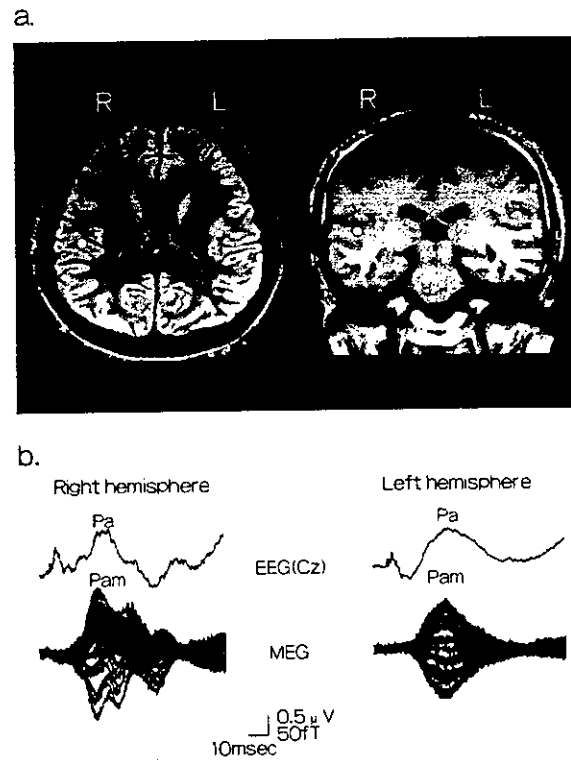 a.
R L R L
b.
Right hemisphere Left hemisphere
Pa Pa
EEG(Cz)
Pam Pam
MEG
0.5 μV
50fT
10msec